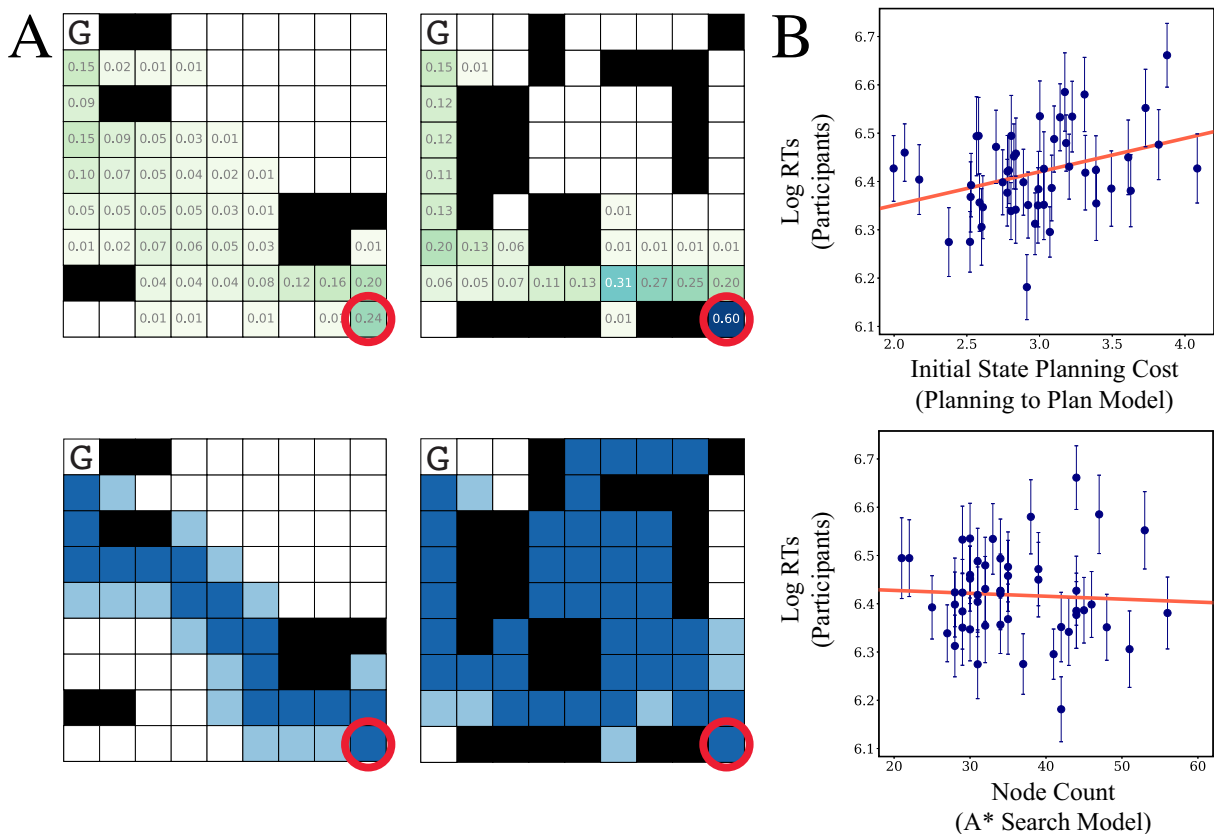 A
G
0.15 0.02 0.01 0.01
0.09
0.15 0.09 0.05 0.03 0.01
0.10 0.07 0.05 0.04 0.02 0.01
0.05 0.05 0.05 0.03 0.01
0.01 0.02 0.07 0.06 0.05 0.03 0.01
0.04 0.04 0.04 0.08 0.12 0.16 0.20
0.01 0.01 0.01 0.01 0.24
G
0.15 0.01
0.12
0.12
0.11
0.13 0.01
0.20 0.13 0.06 0.01 0.01 0.01 0.01
0.06 0.05 0.07 0.11 0.13 0.31 0.27 0.25 0.20
0.01 0.60
B
Log RTs
(Participants)
6.7
6.6
6.5
6.4
6.3
6.2
6.1
2.0 2.5 3.0 3.5 4.0
Initial State Planning Cost
(Planning to Plan Model)
G
G
Log RTs
(Participants)
6.7
6.6
6.5
6.4
6.3
6.2
6.1
20 30 40 50 60
Node Count
(A* Search Model)